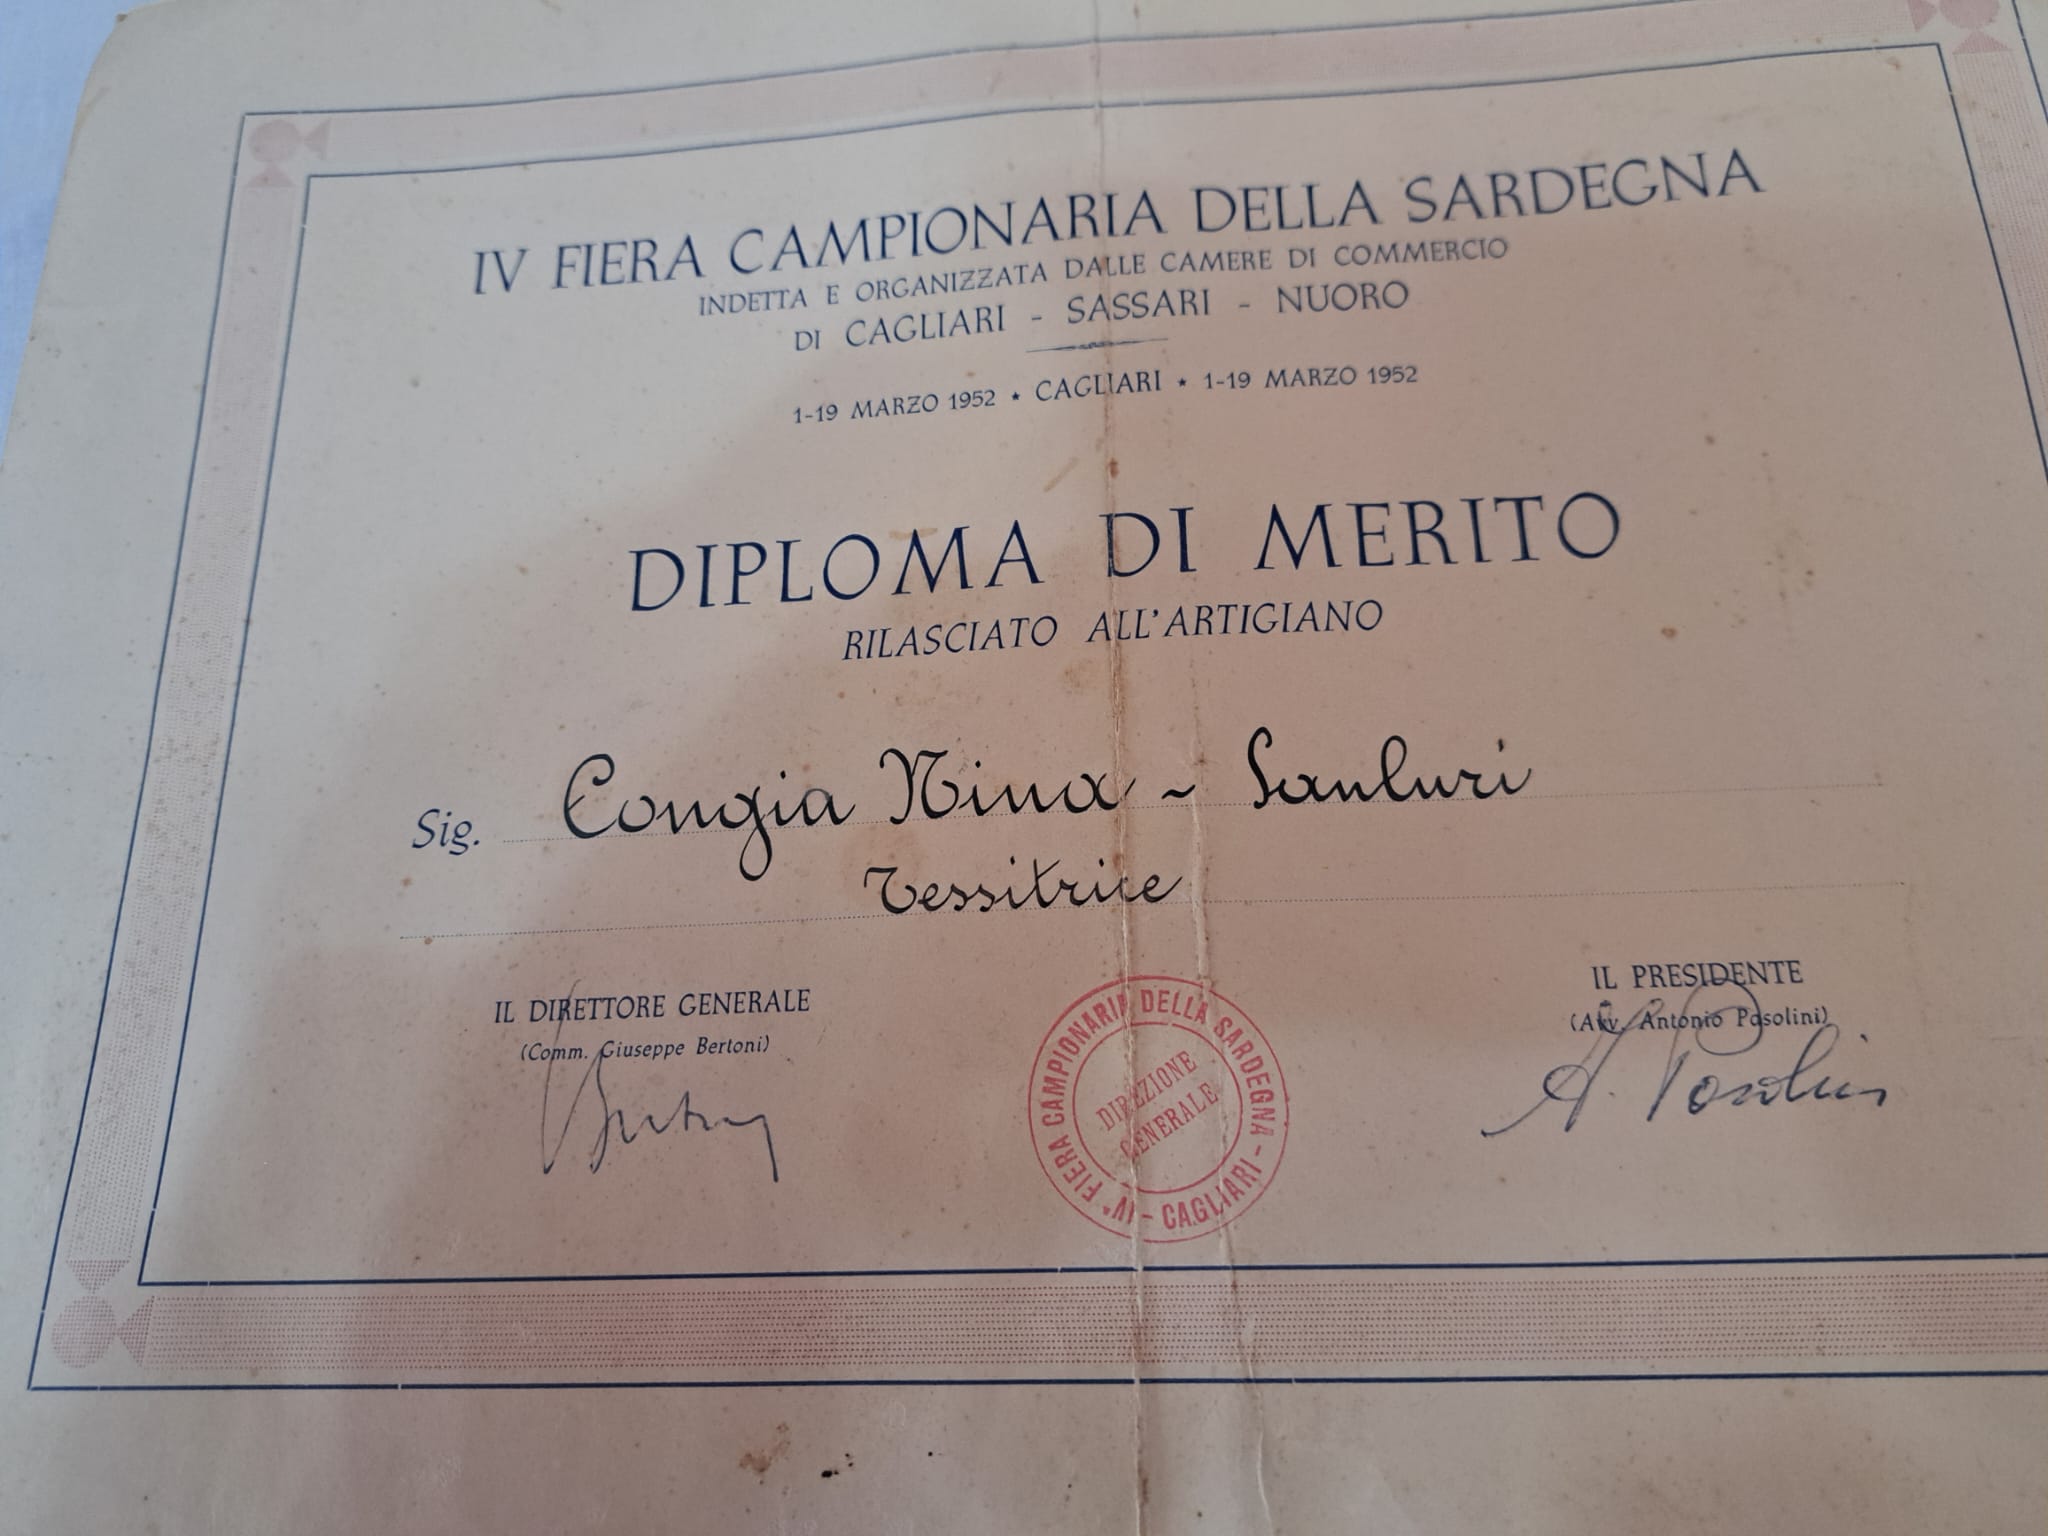 IV FIERA CAMPIONARIA DELLA SARDEGNA
INDETTA E ORGANIZZATA DALLE CAMERE DI COMMERCIO
DI CAGLIARI - SASSARI - NUORO
1-19 MARZO 1952 ★ CAGLIARI ★ 1-19 MARZO 1952
DIPLOMA DI MERITO
RILASCIATO ALL'ARTIGIANO
Sig. Congia Nina - Sanluri
Tessitrice
IL DIRETTORE GENERALE
(Comm. Giuseppe Bertoni)
IV FIERA CAMPIONARIA DELLA SARDEGNA - CAGLIARI -
DIREZIONE
GENERALE
IL PRESIDENTE
(Avv. Antonio Pasolini)
A. Pasolini